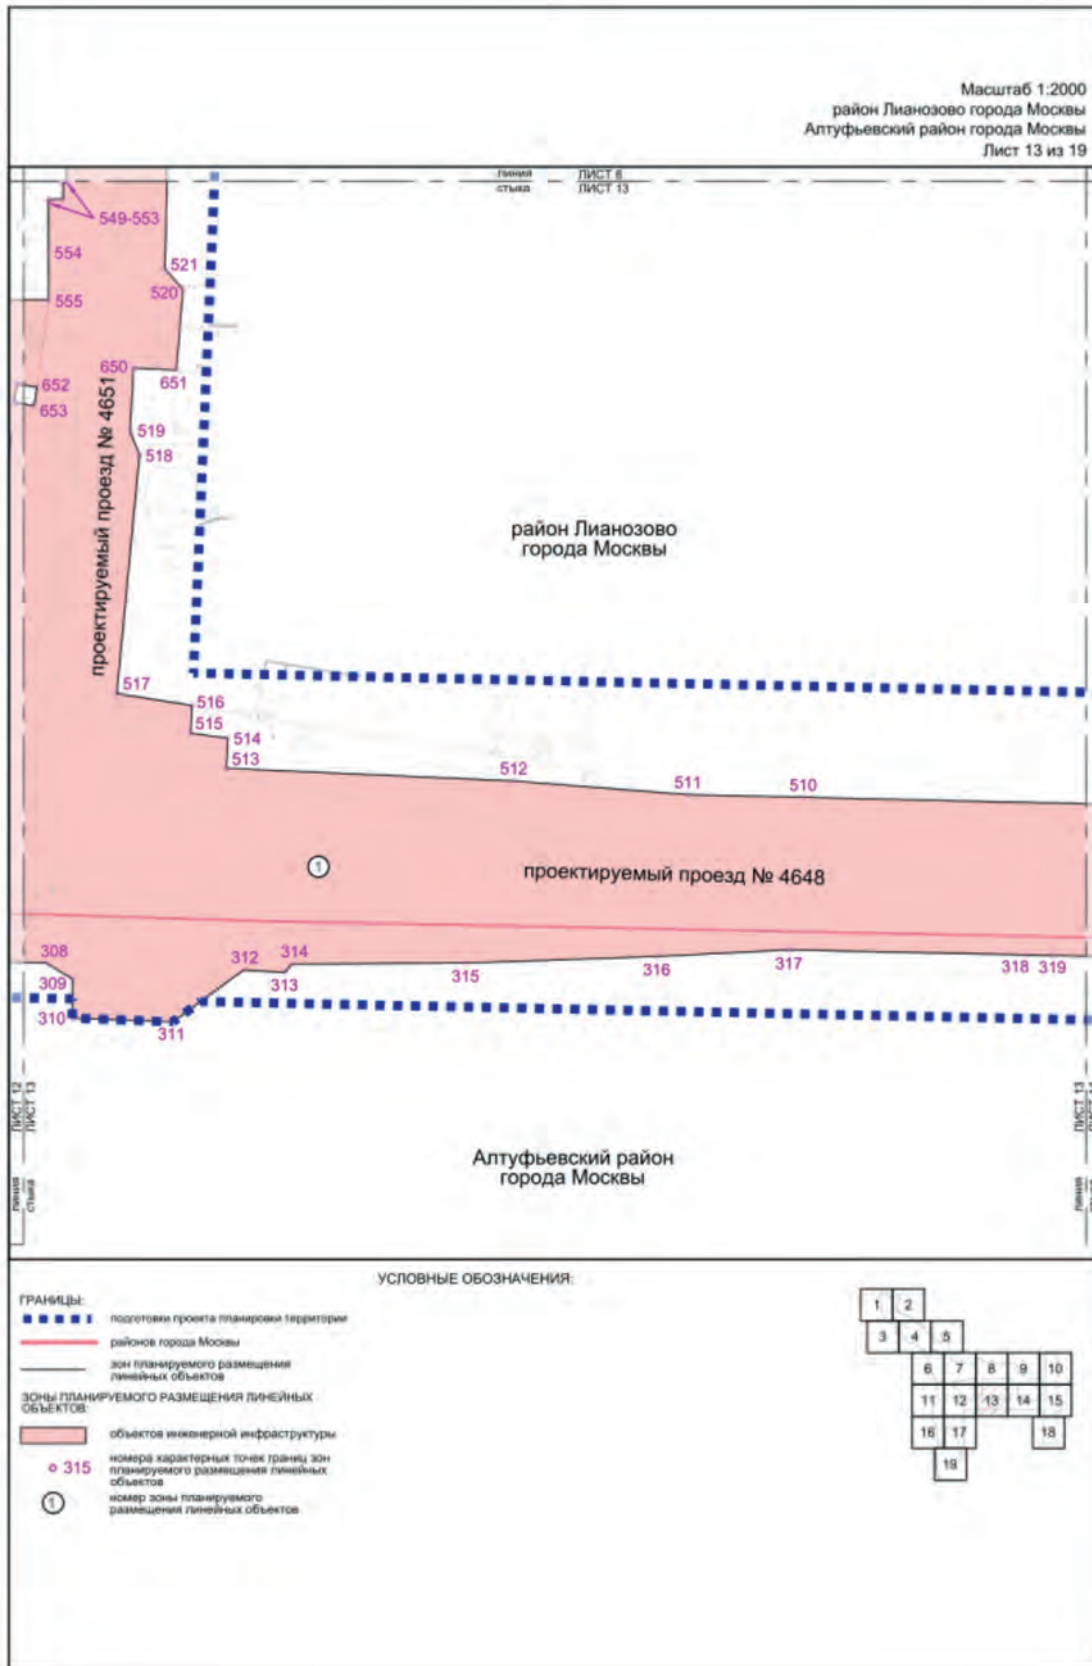 Масштаб 1:2000
район Лианозово города Москвы
Алтуфьевский район города Москвы
Лист 13 из 19
линия ЛИСТ 6
стыка ЛИСТ 13
549-553
554
521
520
555
650
651
652
653
519
518
проектируемый проезд № 4651
район Лианозово
города Москвы
517
516
515
514
513
512
511
510
1
проектируемый проезд № 4648
308
309
310
311
312
313
314
315
316
317
318
319
ЛИСТ 12
ЛИСТ 13
линия
стыка
ЛИСТ 13
линия
Алтуфьевский район
города Москвы
УСЛОВНЫЕ ОБОЗНАЧЕНИЯ:
ГРАНИЦЫ:
подготовки проекта планировки территории
районов города Москвы
зон планируемого размещения
линейных объектов
ЗОНЫ ПЛАНИРУЕМОГО РАЗМЕЩЕНИЯ ЛИНЕЙНЫХ
ОБЪЕКТОВ:
объектов инженерной инфраструктуры
315
номера характерных точек границ зон
планируемого размещения линейных
объектов
1
номер зоны планируемого
размещения линейных объектов
1 2
3 4 5
6 7 8 9 10
11 12 13 14 15
16 17 18
19